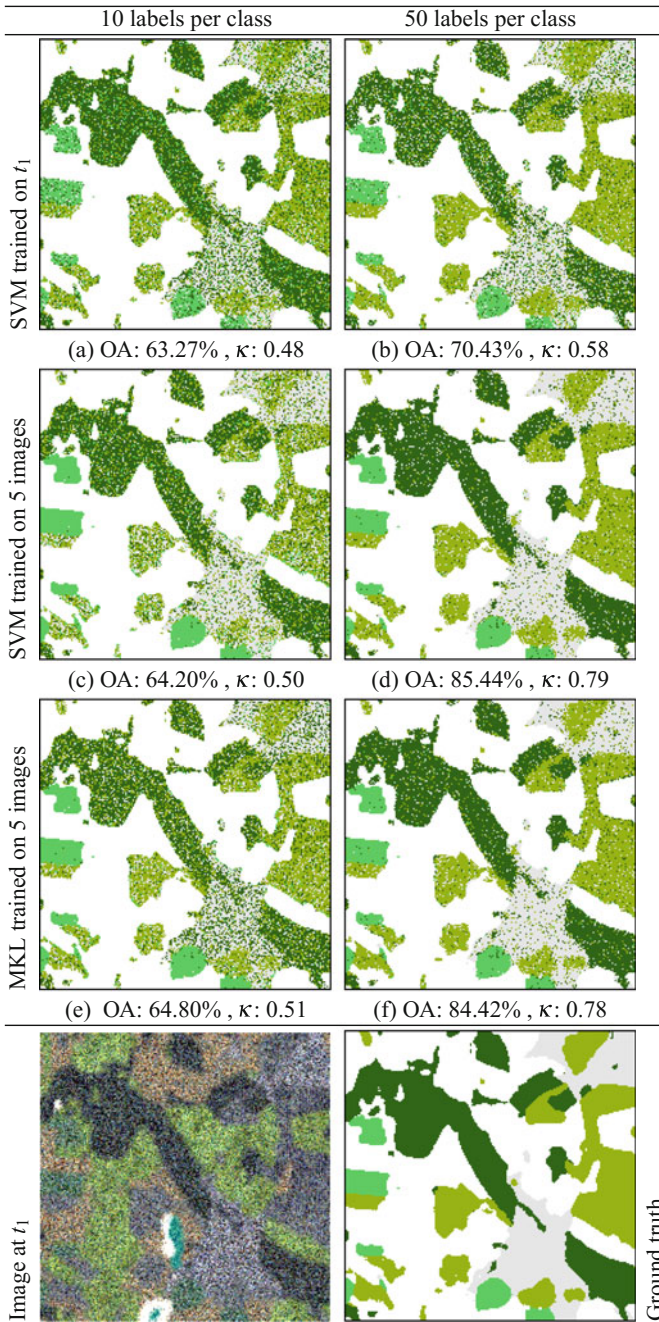 10 labels per class
50 labels per class
SVM trained on t₁
(a) OA: 63.27% , κ: 0.48
(b) OA: 70.43% , κ: 0.58
SVM trained on 5 images
(c) OA: 64.20% , κ: 0.50
(d) OA: 85.44% , κ: 0.79
MKL trained on 5 images
(e) OA: 64.80% , κ: 0.51
(f) OA: 84.42% , κ: 0.78
Image at t₁
Ground truth